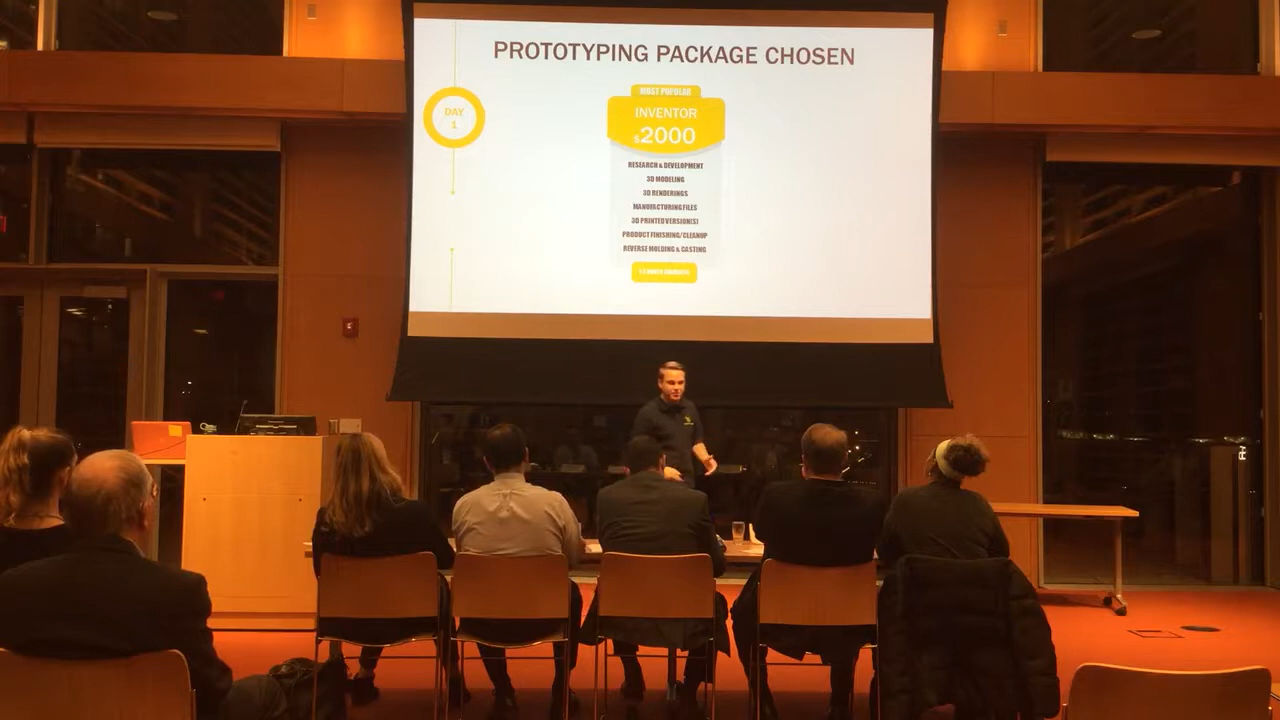 PROTOTYPING PACKAGE CHOSEN
DAY
1
MOST POPULAR
INVENTOR
$2000
RESEARCH & DEVELOPMENT
3D MODELING
3D RENDERINGS
MANUFACTURING FILES
3D PRINTED VERSION(S)
PRODUCT FINISHING/CLEANUP
REVERSE MOLDING & CASTING